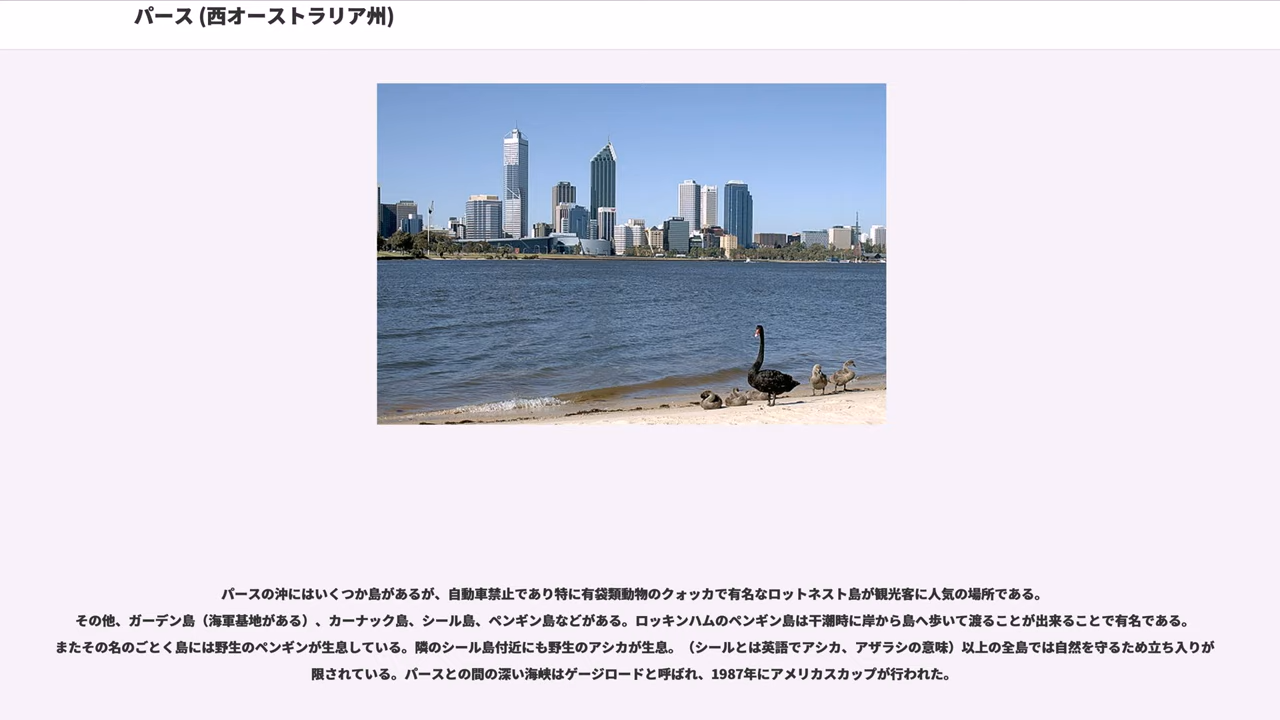 パース (西オーストラリア州)
パースの沖にはいくつか島があるが、自動車禁止であり特に有袋類動物のクォッカで有名なロットネスト島が観光客に人気の場所である。
その他、ガーデン島（海軍基地がある）、カーナック島、シール島、ペンギン島などがある。ロッキンハムのペンギン島は干潮時に岸から島へ歩いて渡ることが出来ることで有名である。
またその名のごとく島には野生のペンギンが生息している。隣のシール島付近にも野生のアシカが生息。（シールとは英語でアシカ、アザラシの意味）以上の全島では自然を守るため立ち入りが
限されている。パースとの間の深い海峡はゲージロードと呼ばれ、1987年にアメリカスカップが行われた。